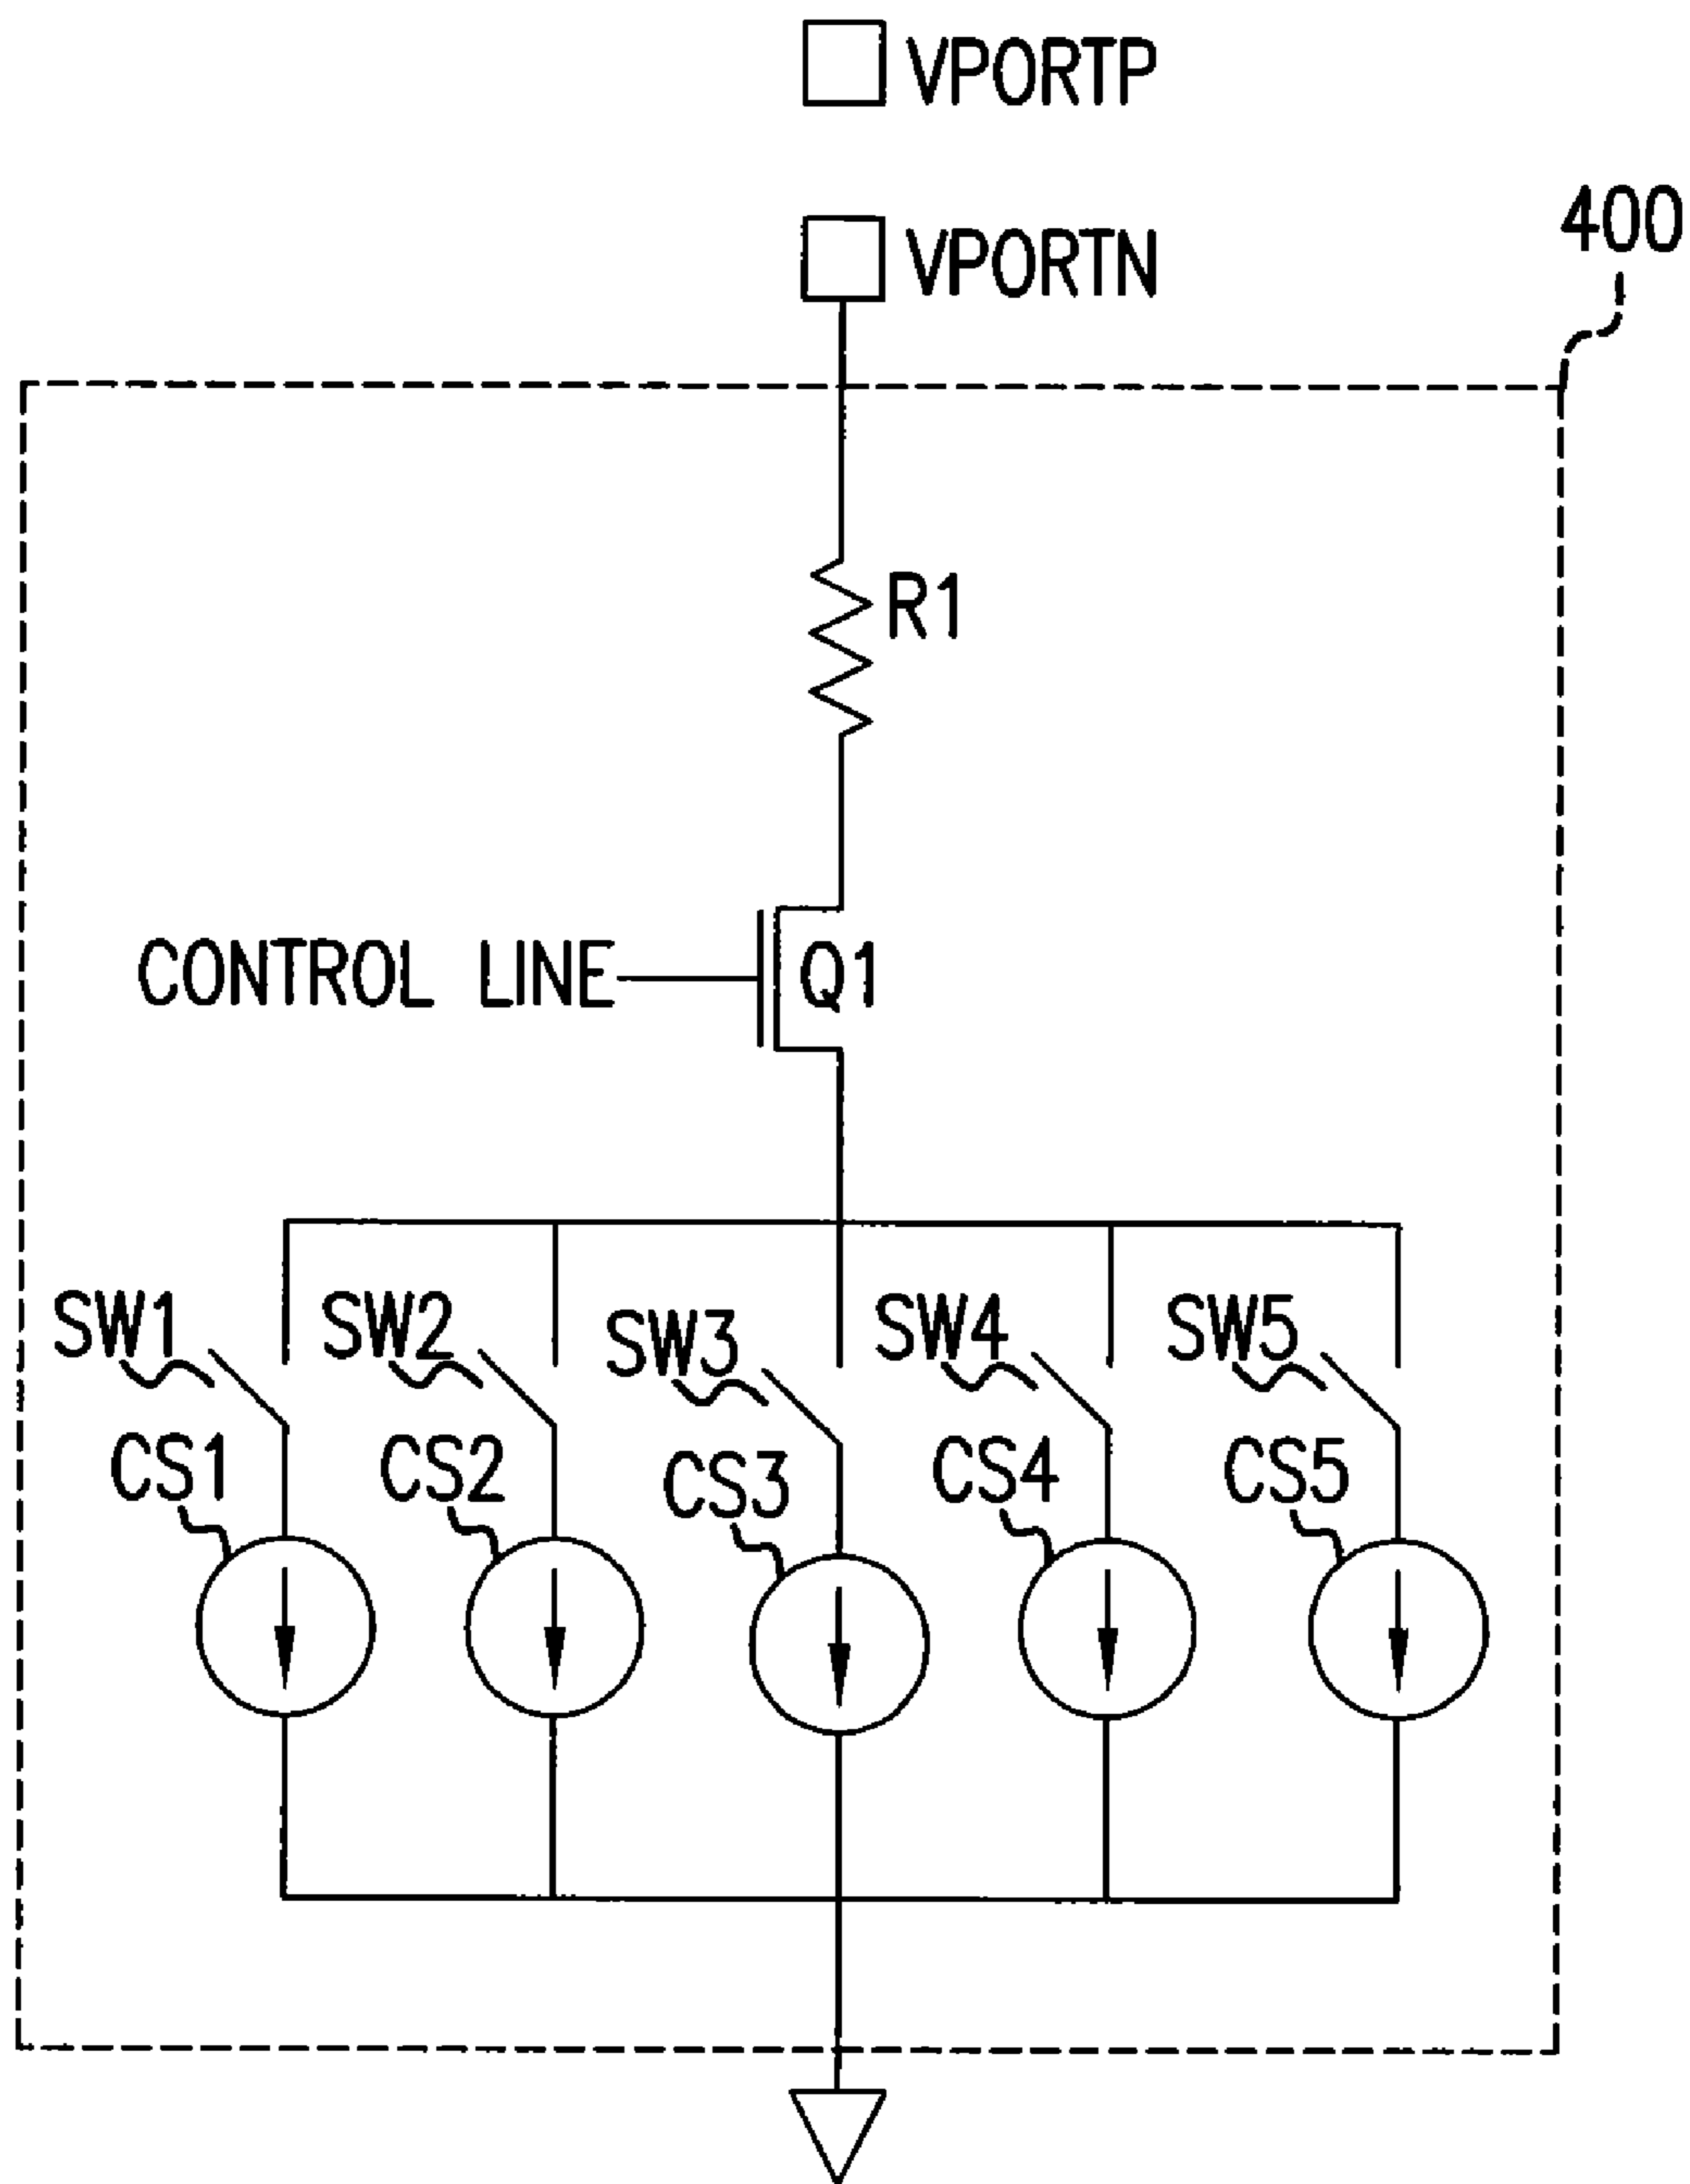 VPORTP
VPORTN
400
R1
CONTROL LINE
Q1
SW1
SW2
SW3
SW4
SW5
CS1
CS2
CS3
CS4
CS5